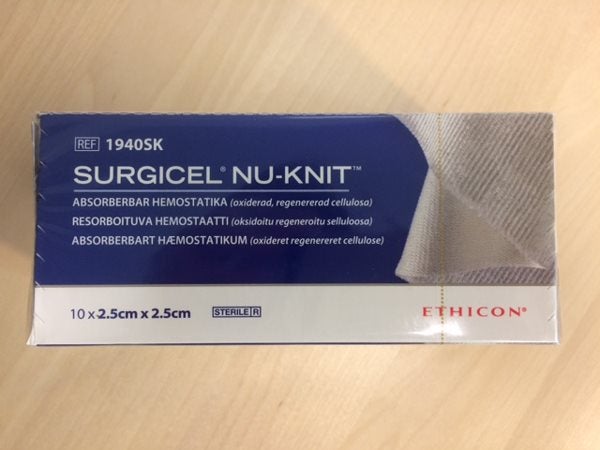 REF 1940SK
SURGICEL® NU-KNIT™
ABSORBERBAR HEMOSTATIKA (oxiderad, regenererad cellulosa)
RESORBOITUVA HEMOSTAATTI (oksidoitu regeneroitu selluloosa)
ABSORBERBART HÆMOSTATIKUM (oxideret regenereret cellulose)
10 x 2.5cm x 2.5cm STERILE R ETHICON®